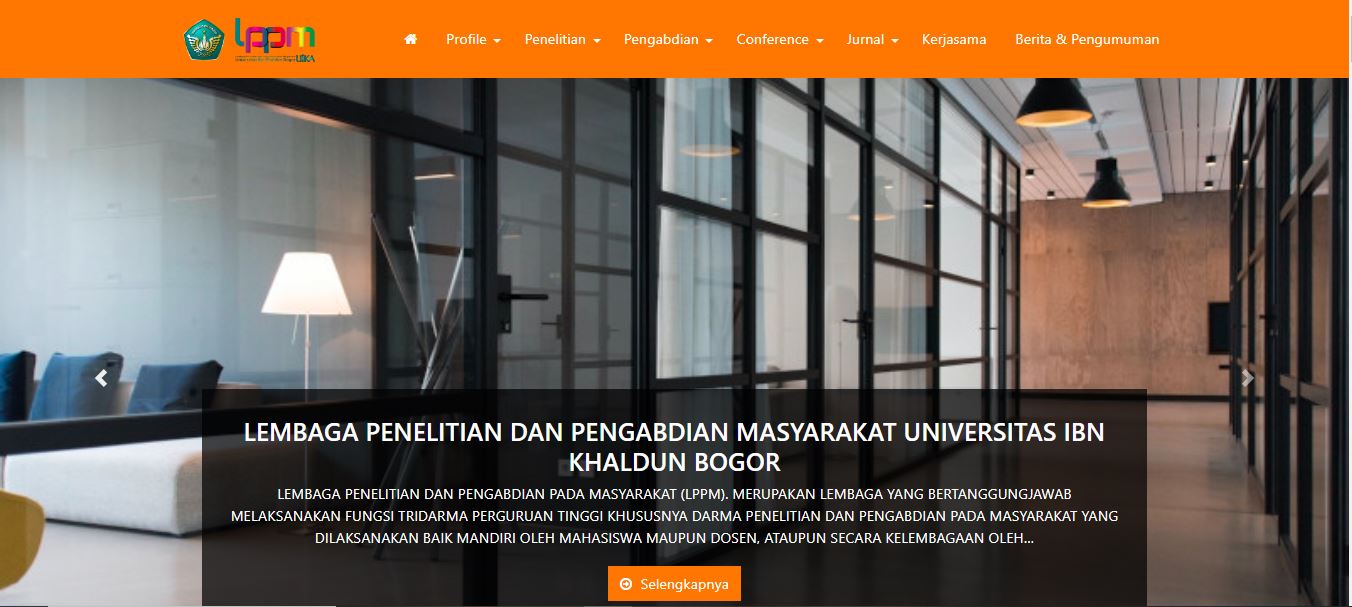 lppm
Profile
Penelitian
Pengabdian
Conference
Jurnal
Kerjasama
Berita & Pengumuman
LEMBAGA PENELITIAN DAN PENGABDIAN MASYARAKAT UNIVERSITAS IBN
KHALDUN BOGOR
LEMBAGA PENELITIAN DAN PENGABDIAN PADA MASYARAKAT (LPPM). MERUPAKAN LEMBAGA YANG BERTANGGUNGJAWAB
MELAKSANAKAN FUNGSI TRIDARMA PERGURUAN TINGGI KHUSUSNYA DARMA PENELITIAN DAN PENGABDIAN PADA MASYARAKAT YANG
DILAKSANAKAN BAIK MANDIRI OLEH MAHASISWA MAUPUN DOSEN, ATAUPUN SECARA KELEMBAGAAN OLEH...
Selengkapnya